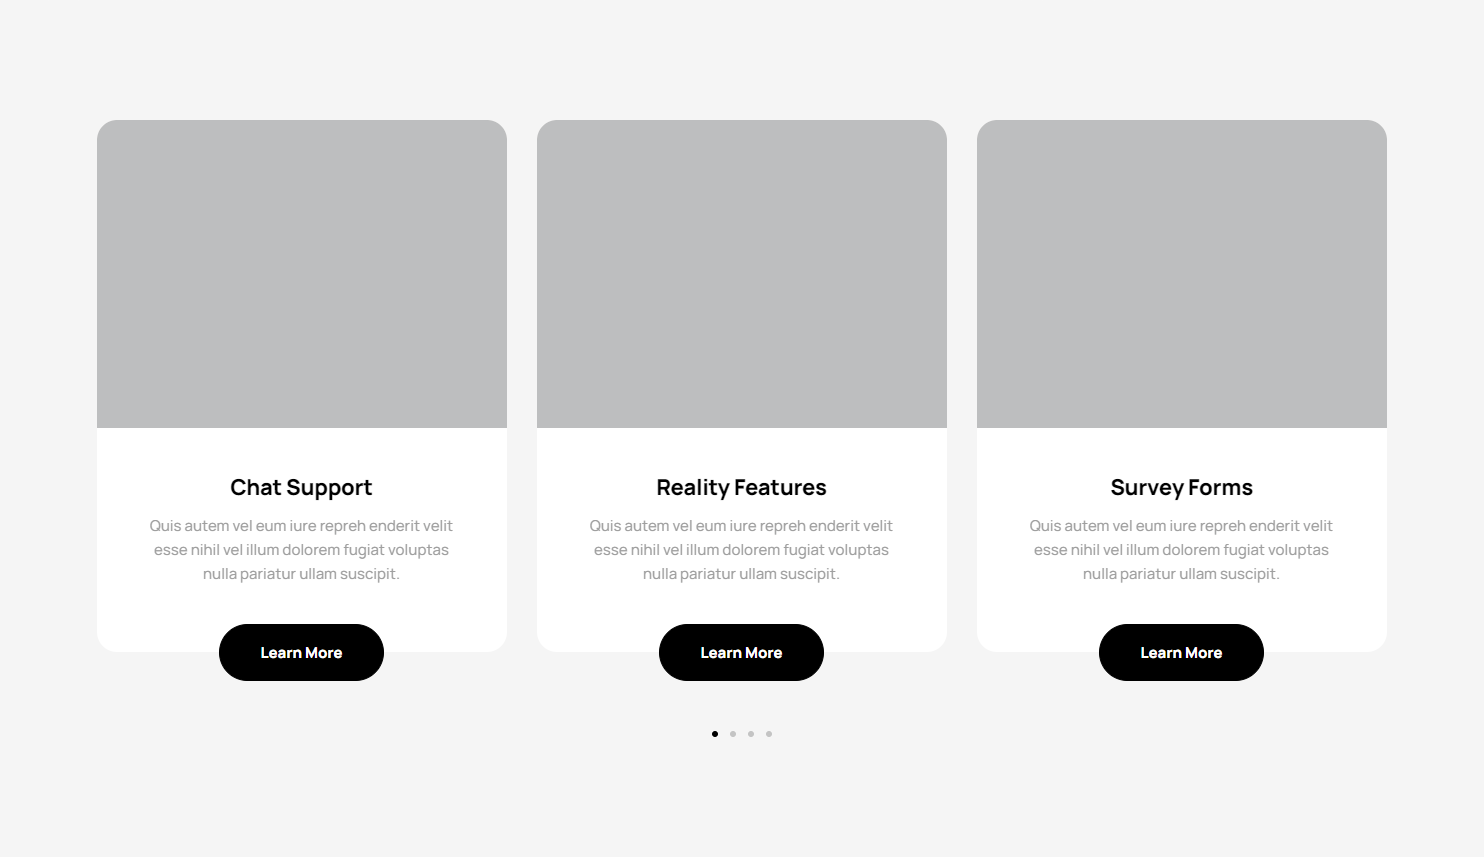 Chat Support
Quis autem vel eum iure repreh enderit velit
esse nihil vel illum dolorem fugiat voluptas
nulla pariatur ullam suscipit.
Learn More
Reality Features
Quis autem vel eum iure repreh enderit velit
esse nihil vel illum dolorem fugiat voluptas
nulla pariatur ullam suscipit.
Learn More
Survey Forms
Quis autem vel eum iure repreh enderit velit
esse nihil vel illum dolorem fugiat voluptas
nulla pariatur ullam suscipit.
Learn More